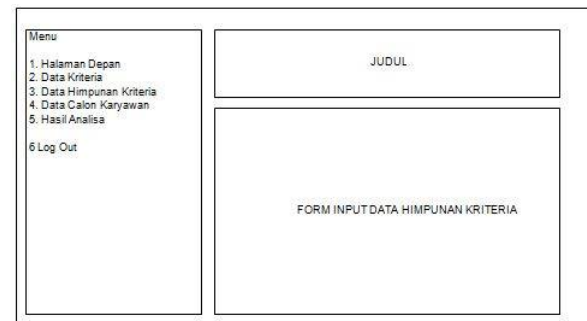 Menu
1. Halaman Depan
2. Data Kriteria
3. Data Himpunan Kriteria
4. Data Calon Karyawan
5. Hasil Analisa
6 Log Out
JUDUL
FORM INPUT DATA HIMPUNAN KRITERIA